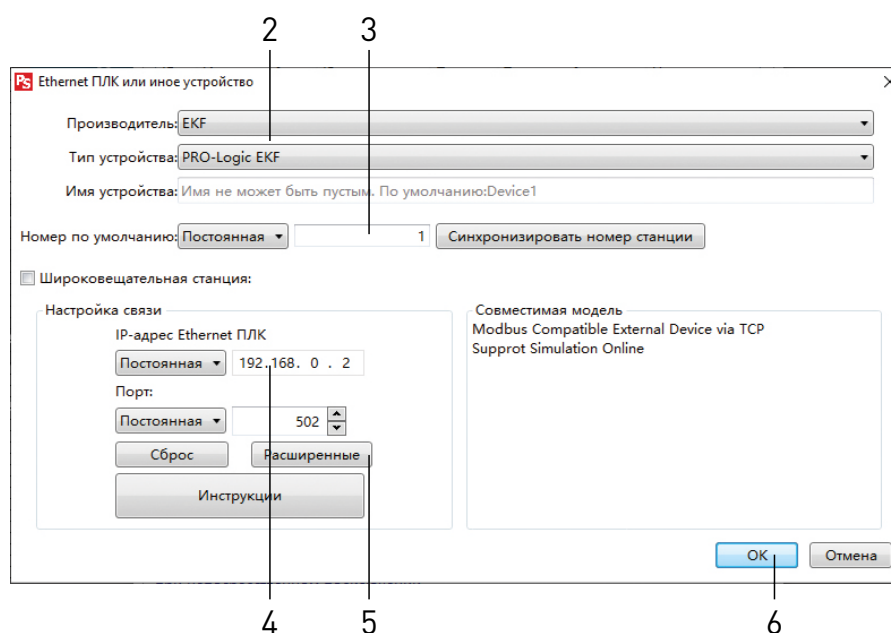 2 3
PS Ethernet ПЛК или иное устройство
Производитель: EKF
Тип устройства: PRO-Logic EKF
Имя устройства: Имя не может быть пустым. По умолчанию:Device1
Номер по умолчанию: Постоянная 1 Синхронизировать номер станции
Широковещательная станция:
Настройка связи
IP-адрес Ethernet ПЛК
Постоянная 192.168. 0 . 2
Порт:
Постоянная 502
Сброс Расширенные
Инструкции
Совместимая модель
Modbus Compatible External Device via TCP
Supprot Simulation Online
OK Отмена
4 5 6